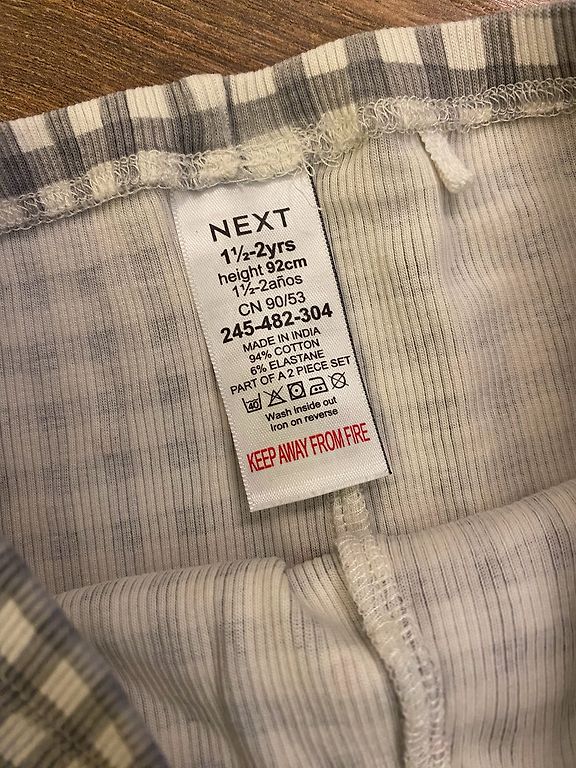 NEXT
1½-2yrs
height 92cm
1½-2años
CN 90/53
245-482-304
MADE IN INDIA
94% COTTON
6% ELASTANE
PART OF A 2 PIECE SET
40
Wash inside out
Iron on reverse
KEEP AWAY FROM FIRE